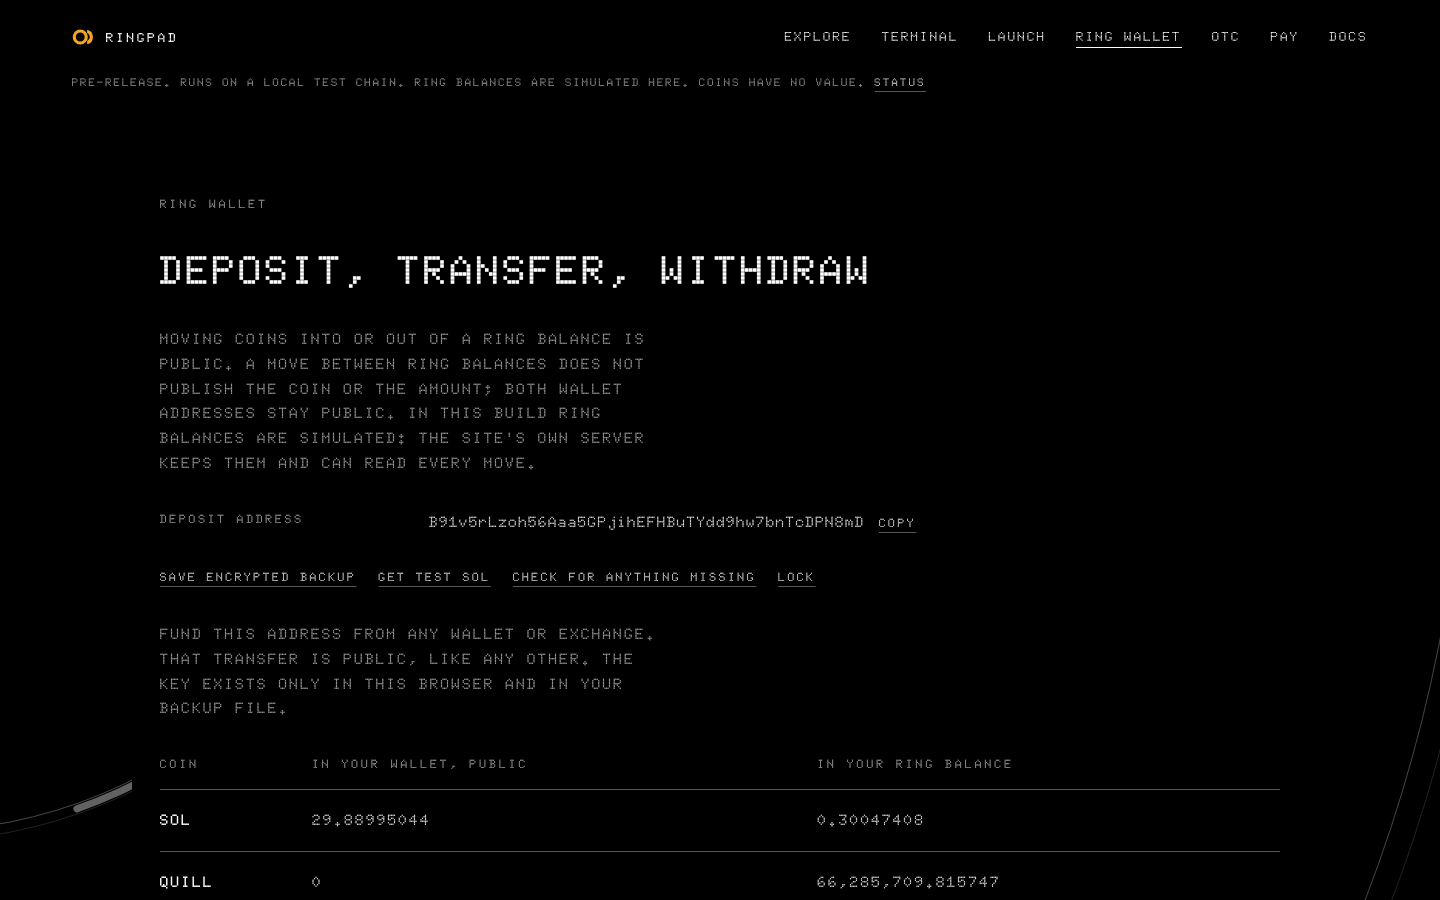 RINGPAD
EXPLORE TERMINAL LAUNCH RING WALLET OTC PAY DOCS
PRE-RELEASE. RUNS ON A LOCAL TEST CHAIN. RING BALANCES ARE SIMULATED HERE. COINS HAVE NO VALUE. STATUS
RING WALLET
DEPOSIT, TRANSFER, WITHDRAW
MOVING COINS INTO OR OUT OF A RING BALANCE IS
PUBLIC. A MOVE BETWEEN RING BALANCES DOES NOT
PUBLISH THE COIN OR THE AMOUNT; BOTH WALLET
ADDRESSES STAY PUBLIC. IN THIS BUILD RING
BALANCES ARE SIMULATED: THE SITE'S OWN SERVER
KEEPS THEM AND CAN READ EVERY MOVE.
DEPOSIT ADDRESS B91v5rLzoh56Aaa5GPjihEFHBuTYdd9hw7bnTcDPN8mD COPY
SAVE ENCRYPTED BACKUP GET TEST SOL CHECK FOR ANYTHING MISSING LOCK
FUND THIS ADDRESS FROM ANY WALLET OR EXCHANGE.
THAT TRANSFER IS PUBLIC, LIKE ANY OTHER. THE
KEY EXISTS ONLY IN THIS BROWSER AND IN YOUR
BACKUP FILE.
COIN IN YOUR WALLET, PUBLIC IN YOUR RING BALANCE
SOL 29.88995044 0.30047408
QUILL 0 66,285,709.815747